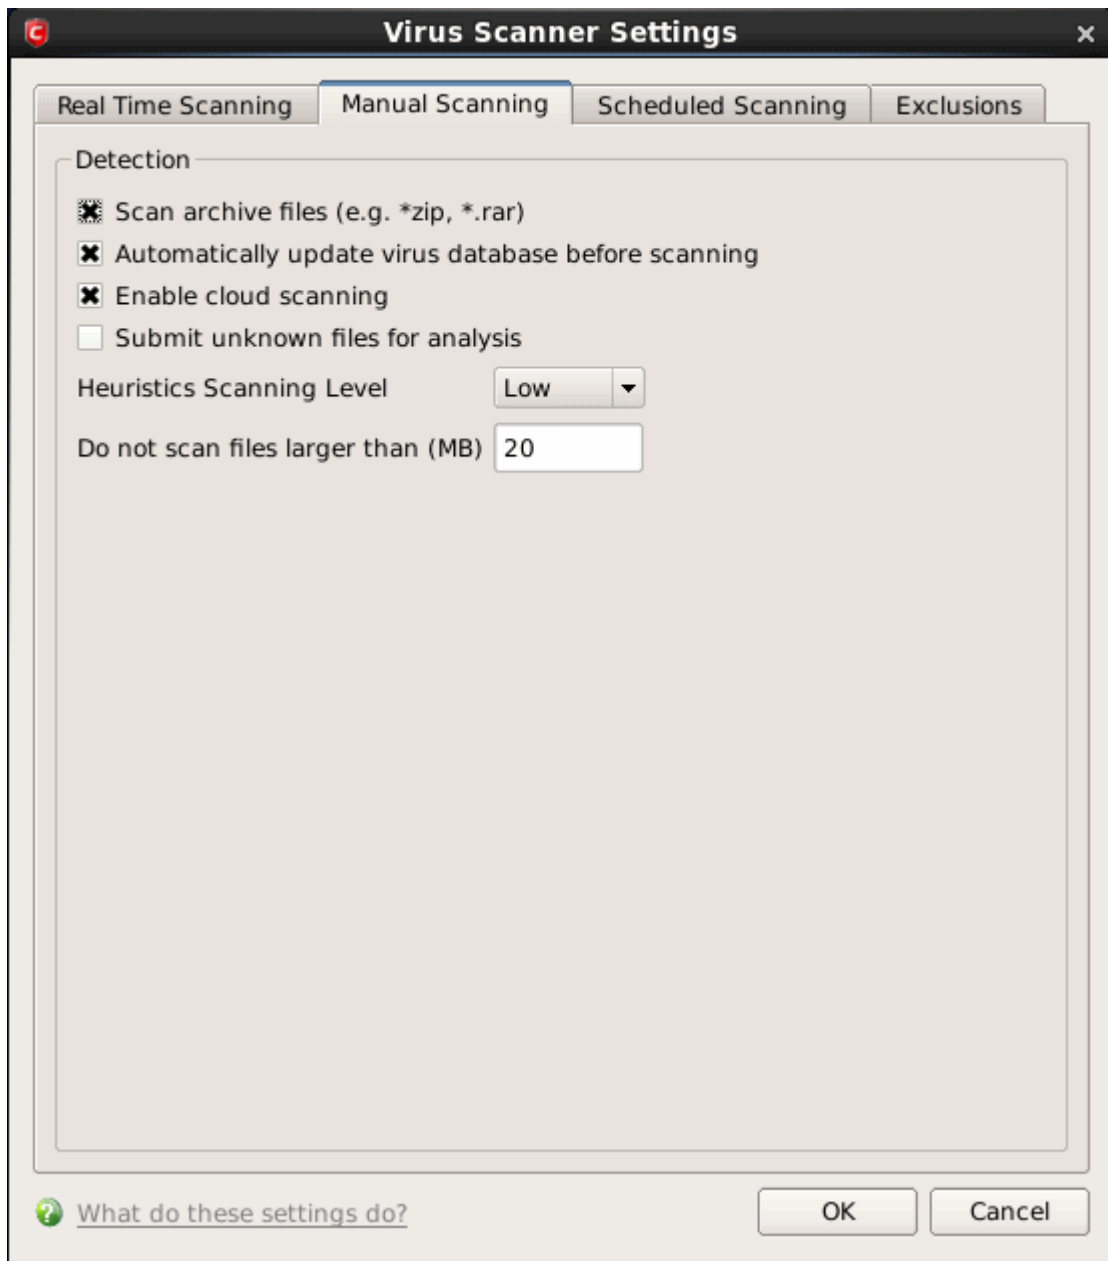 Virus Scanner Settings
Real Time Scanning Manual Scanning Scheduled Scanning Exclusions
Detection
Scan archive files (e.g. *zip, *.rar)
Automatically update virus database before scanning
Enable cloud scanning
Submit unknown files for analysis
Heuristics Scanning Level Low
Do not scan files larger than (MB) 20
What do these settings do? OK Cancel